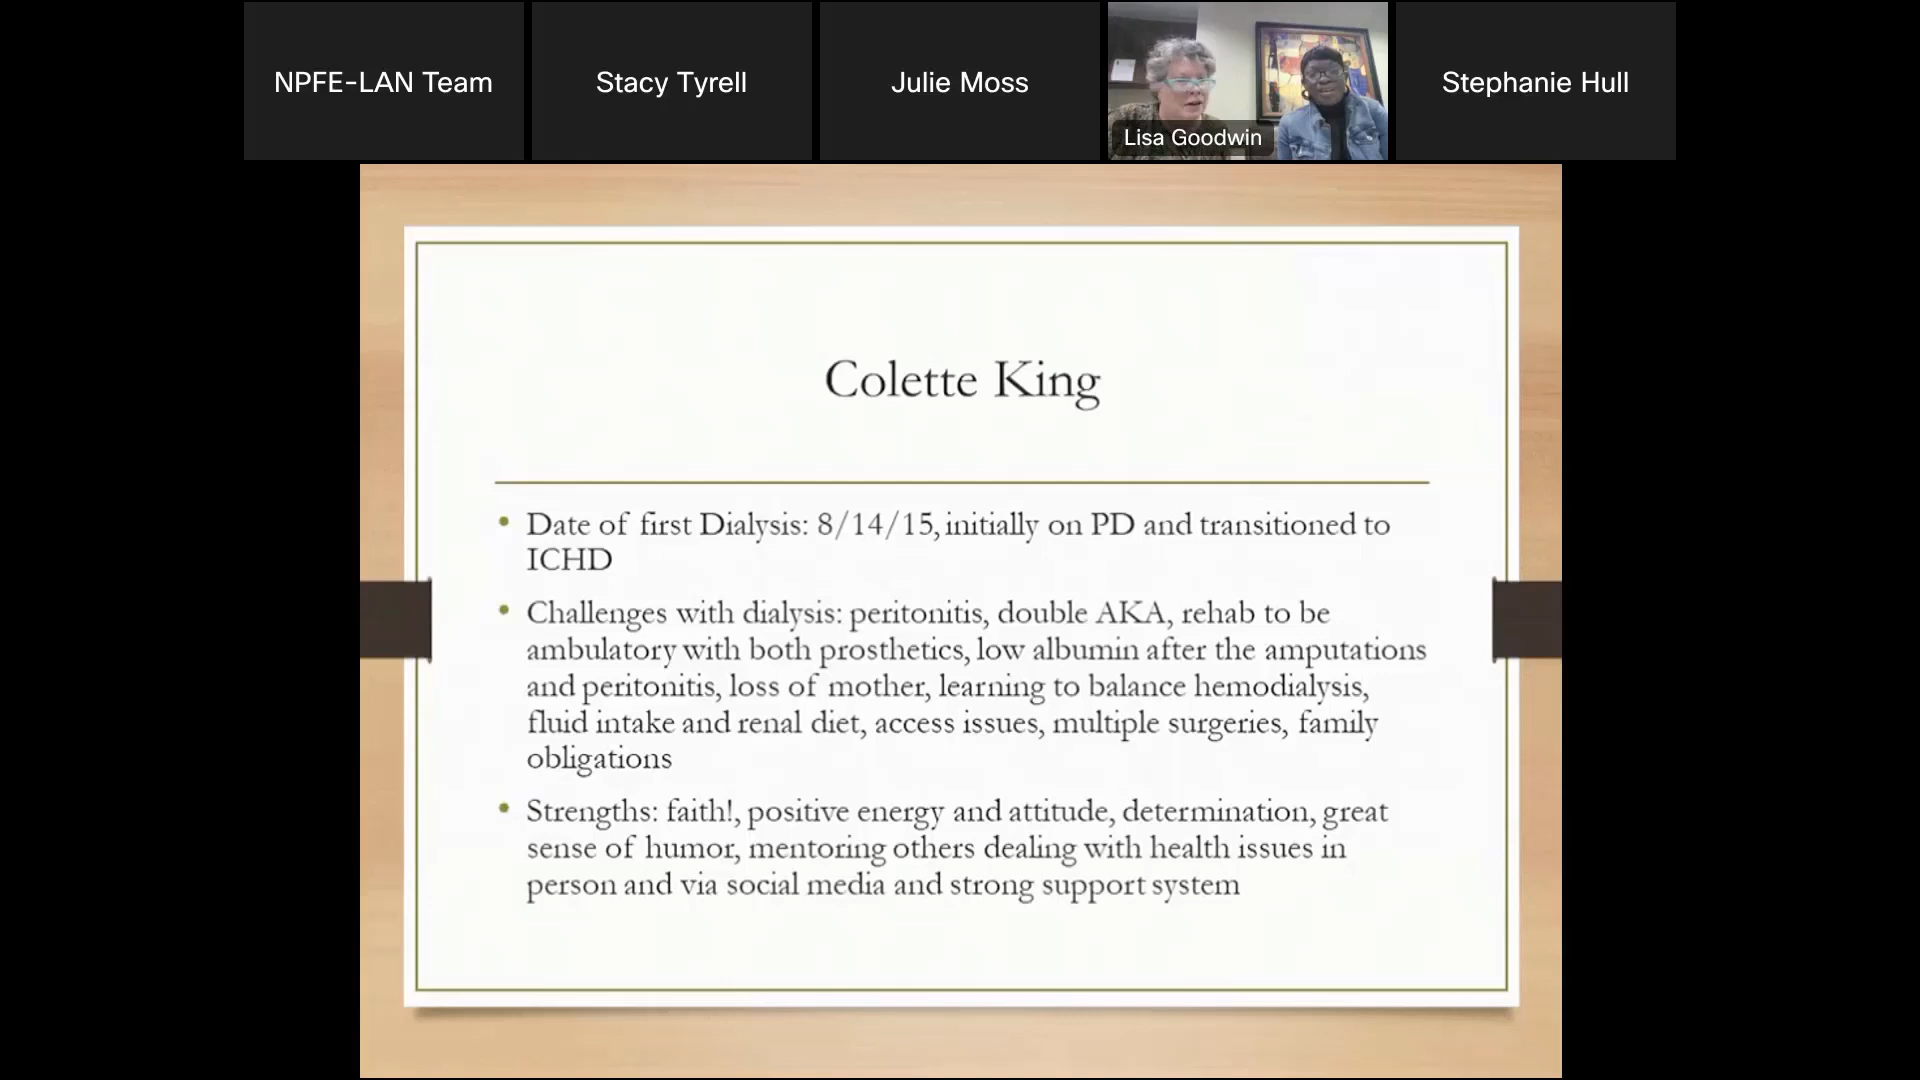 NPFE-LAN Team
Stacy Tyrell
Julie Moss
Lisa Goodwin
Stephanie Hull
Colette King
• Date of first Dialysis: 8/14/15, initially on PD and transitioned to
ICHD
• Challenges with dialysis: peritonitis, double AKA, rehab to be
ambulatory with both prosthetics, low albumin after the amputations
and peritonitis, loss of mother, learning to balance hemodialysis,
fluid intake and renal diet, access issues, multiple surgeries, family
obligations
• Strengths: faith!, positive energy and attitude, determination, great
sense of humor, mentoring others dealing with health issues in
person and via social media and strong support system